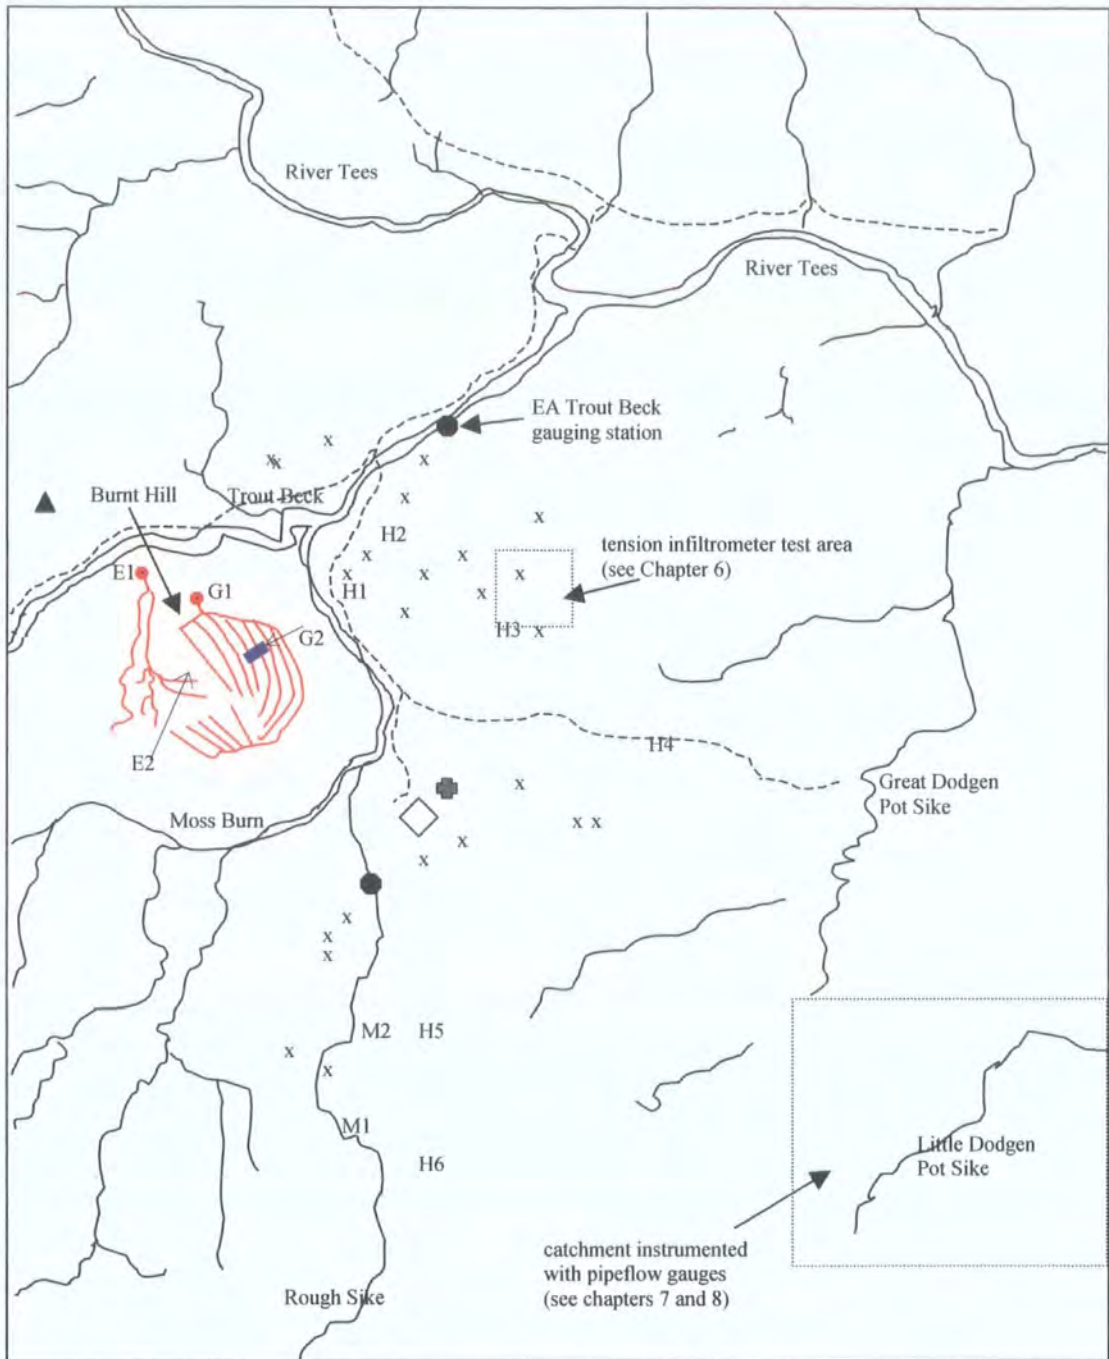 River Tees
River Tees
EA Trout Beck
gauging station
x
x x
x
Burnt Hill
Trout Beck
x
x
H2
tension infiltrometer test area
(see Chapter 6)
x
x
E1
x
x
x
G1
H1
x
x
H3
x
G2
E2
H4
Great Dodgen
Pot Sike
x
Moss Burn
x x
x
x
x
x
x
M2
H5
x
x
M1
Little Dodgen
Pot Sike
H6
catchment instrumented
with pipeflow gauges
(see chapters 7 and 8)
Rough Sike